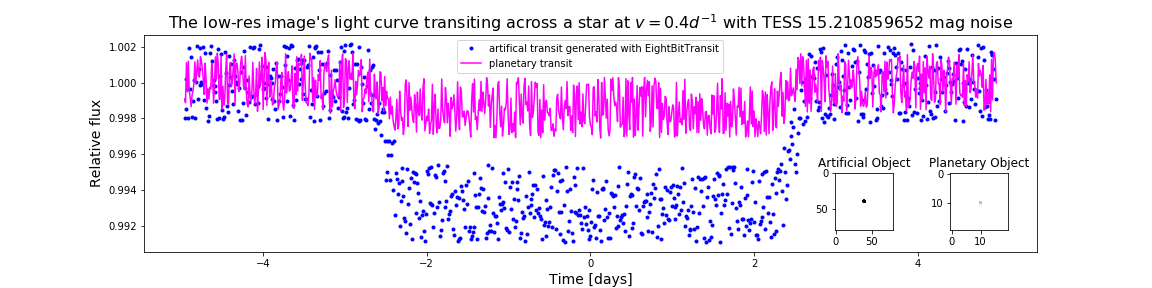 The low-res image's light curve transiting across a star at v = 0.4d⁻¹ with TESS 15.210859652 mag noise
artifical transit generated with EightBitTransit
planetary transit
Relative flux
1.002
1.000
0.998
0.996
0.994
0.992
−4
−2
0
2
4
Time [days]
Artificial Object
0
50
0
50
Planetary Object
0
10
0
10